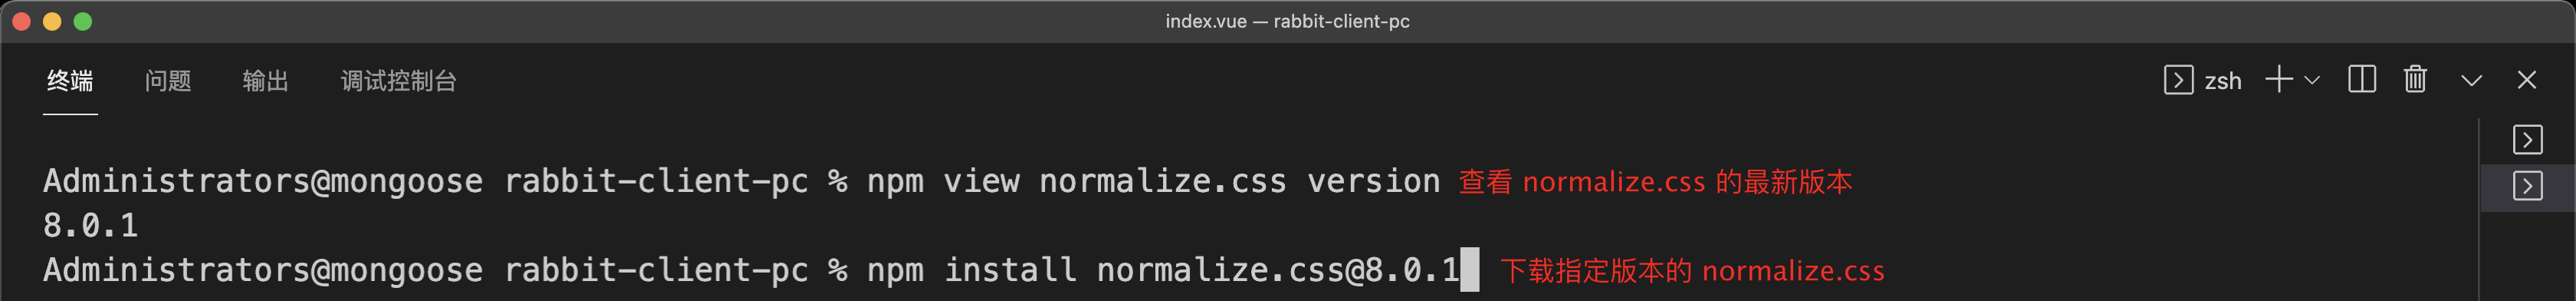 index.vue — rabbit-client-pc
终端 问题 输出 调试控制台 zsh
Administrators@mongoose rabbit-client-pc % npm view normalize.css version 查看 normalize.css 的最新版本
8.0.1
Administrators@mongoose rabbit-client-pc % npm install normalize.css@8.0.1 下载指定版本的 normalize.css